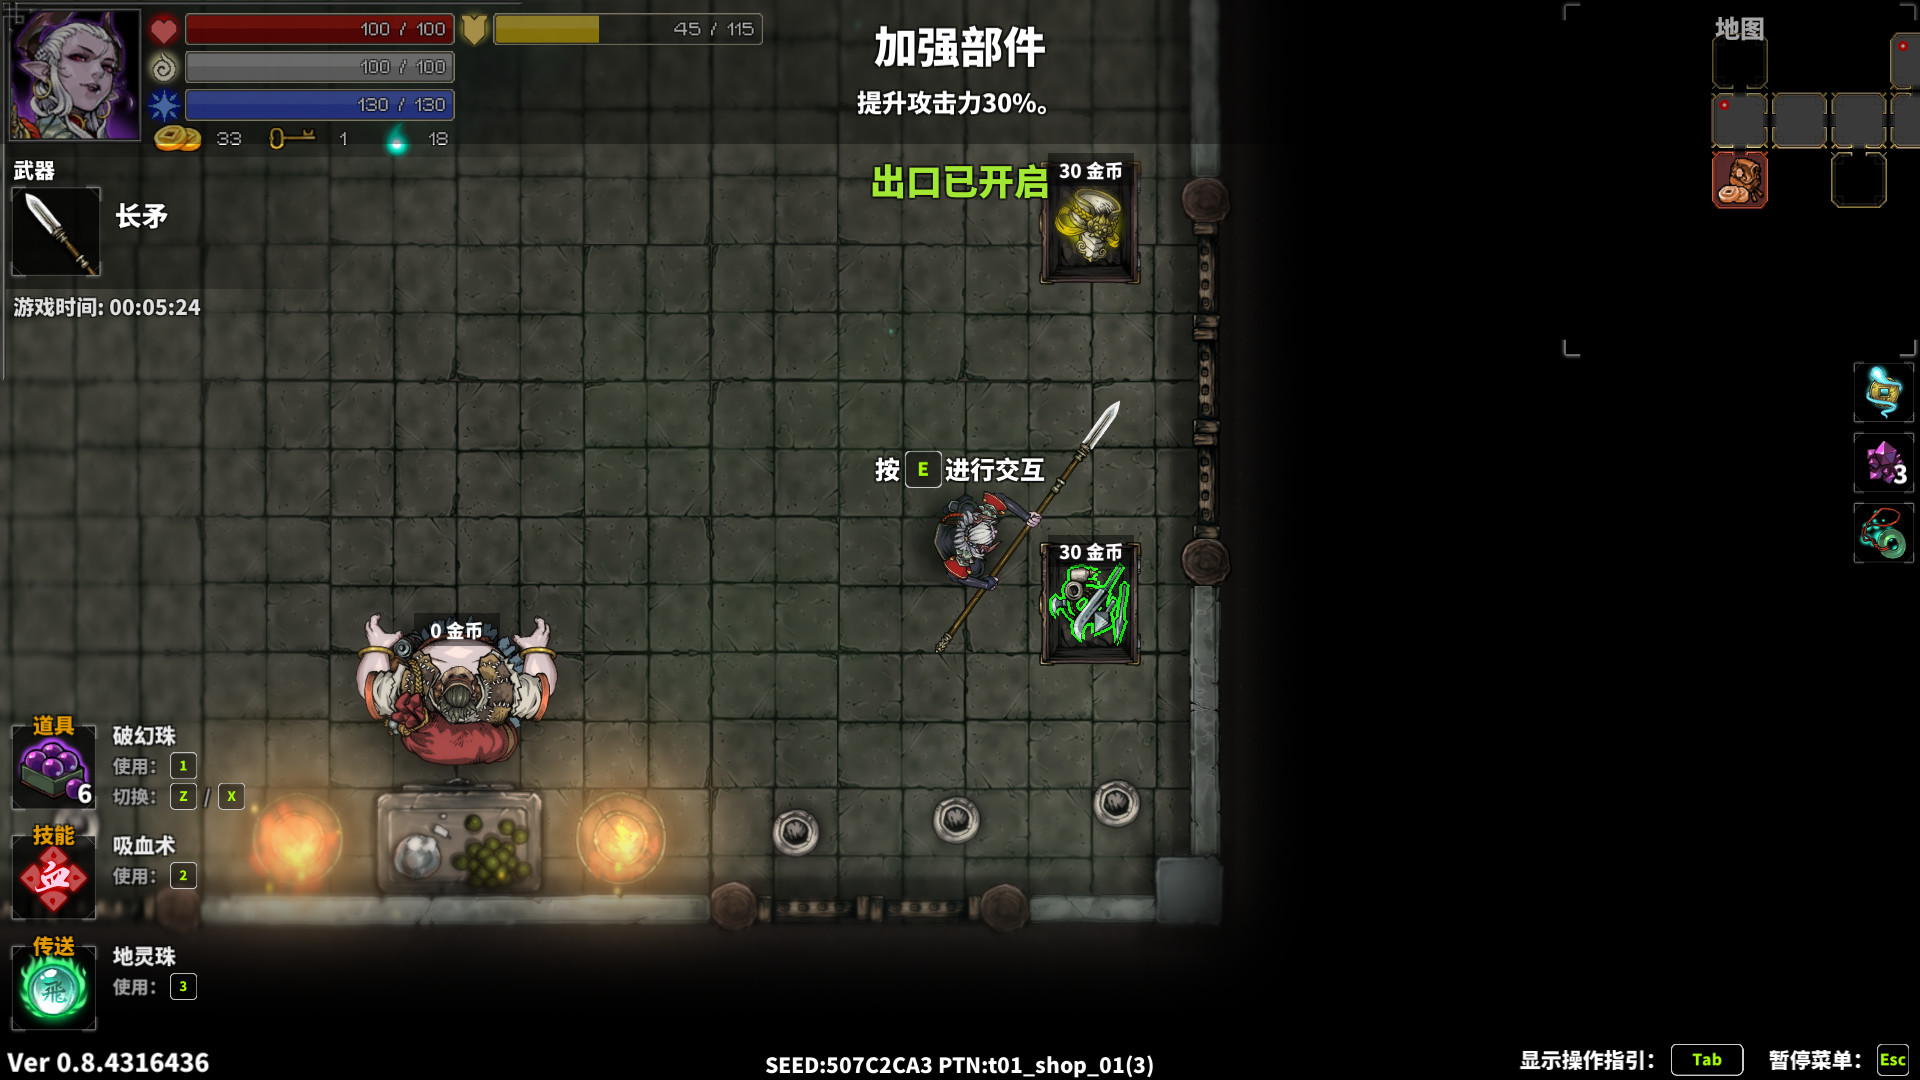 100 / 100
45 / 115
100 / 100
130 / 130
33
1
18
加强部件
提升攻击力30%。
出口已开启
30 金币
地图
武器
长矛
游戏时间: 00:05:24
按 E 进行交互
30 金币
0 金币
3
道具
破幻珠
使用: 1
切换: Z / X
6
技能
血
吸血术
使用: 2
传送
飛
地灵珠
使用: 3
Ver 0.8.4316436
SEED:507C2CA3 PTN:t01_shop_01(3)
显示操作指引: Tab
暂停菜单: Esc